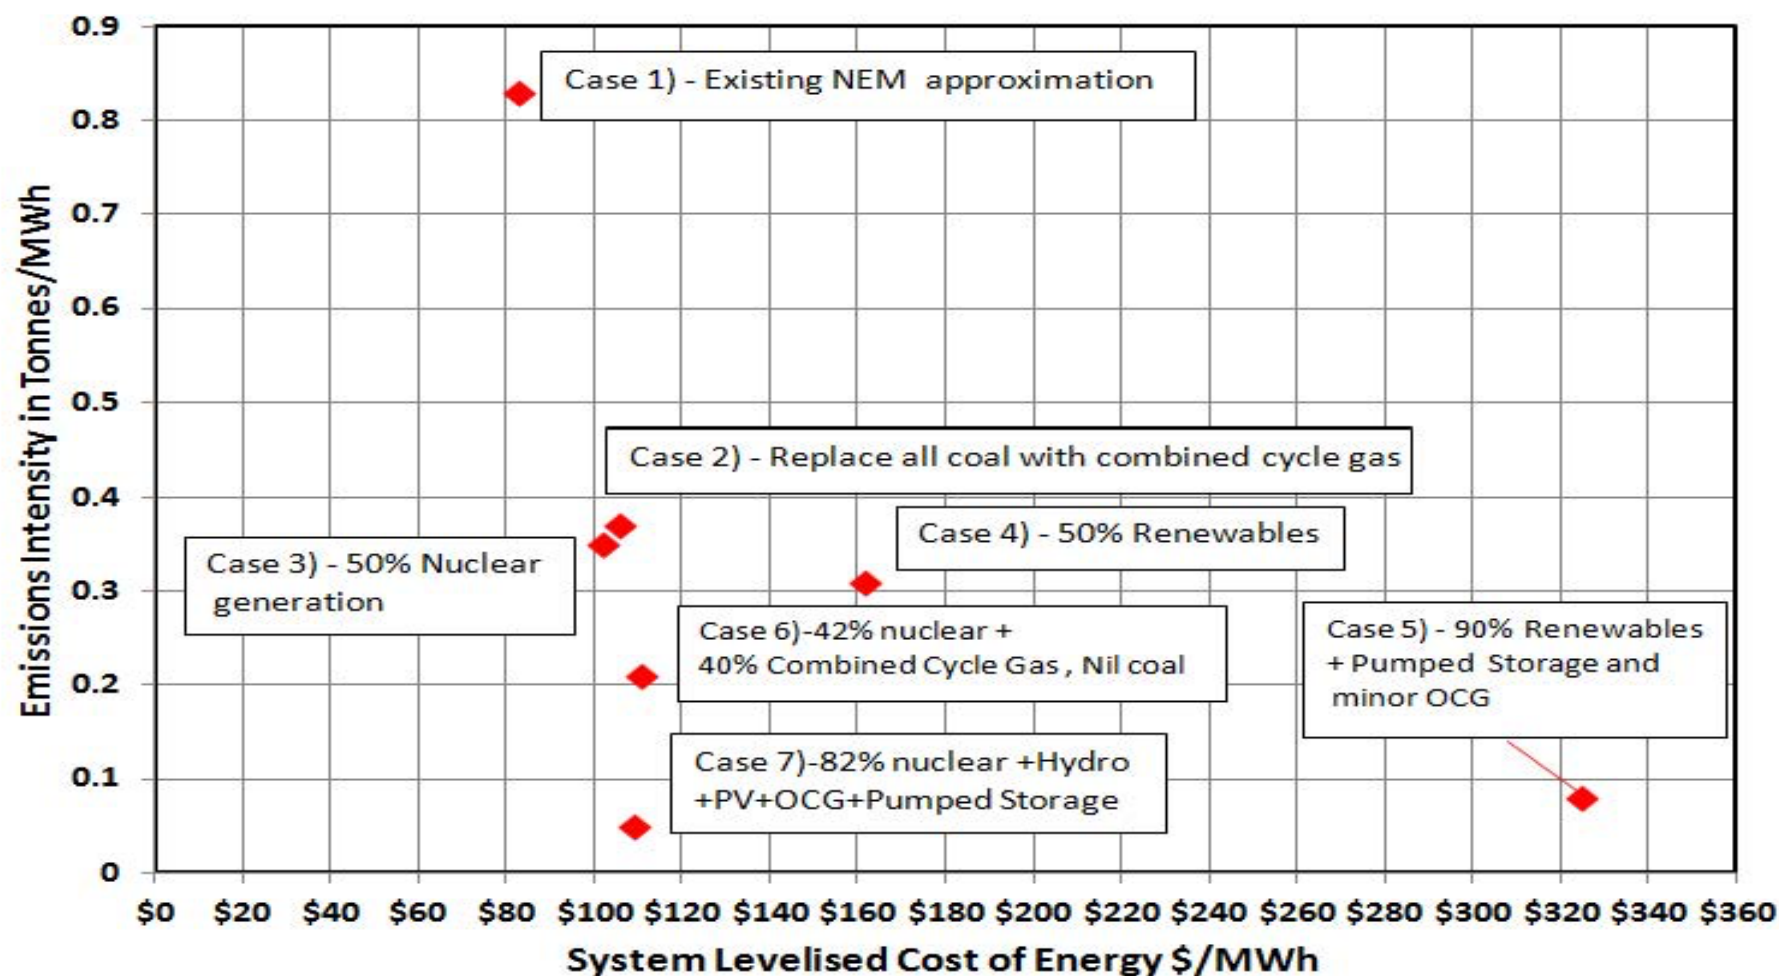 0.9
0.8
0.7
0.6
0.5
0.4
0.3
0.2
0.1
0
Emissions Intensity in Tonnes/MWh
Case 1) - Existing NEM approximation
Case 2) - Replace all coal with combined cycle gas
Case 4) - 50% Renewables
Case 3) - 50% Nuclear
generation
Case 6)-42% nuclear +
40% Combined Cycle Gas , Nil coal
Case 5) - 90% Renewables
+ Pumped Storage and
minor OCG
Case 7)-82% nuclear +Hydro
+PV+OCG+Pumped Storage
$0 $20 $40 $60 $80 $100 $120 $140 $160 $180 $200 $220 $240 $260 $280 $300 $320 $340 $360
System Levelised Cost of Energy $/MWh